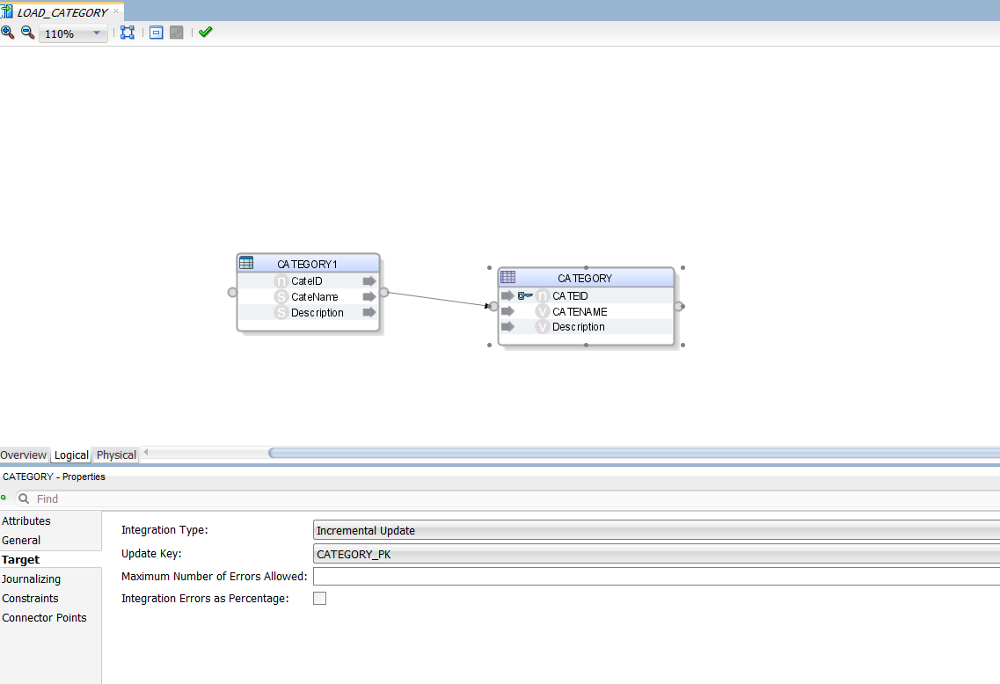 LOAD_CATEGORY
110%
CATEGORY1
n CateID
S CateName
S Description
CATEGORY
n CATEID
V CATENAME
V Description
Overview Logical Physical
CATEGORY - Properties
Find
Attributes
General
Target
Journalizing
Constraints
Connector Points
Integration Type: Incremental Update
Update Key: CATEGORY_PK
Maximum Number of Errors Allowed:
Integration Errors as Percentage: